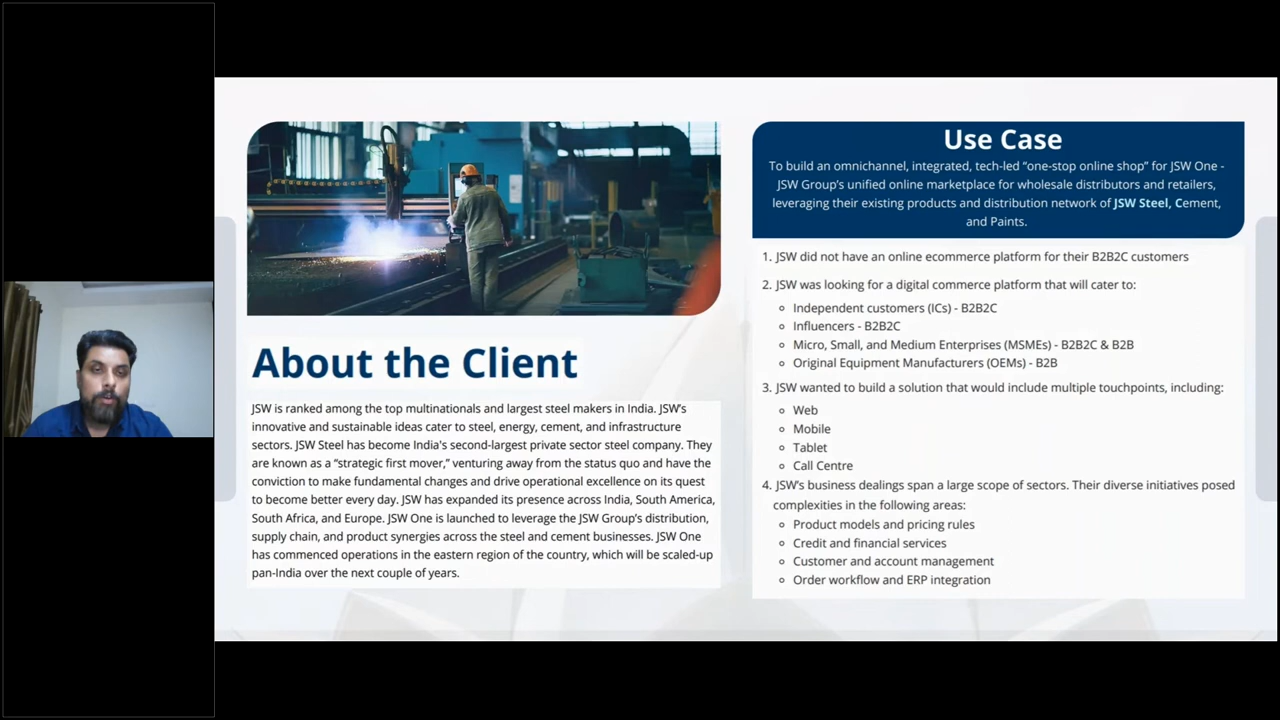 About the Client
JSW is ranked among the top multinationals and largest steel makers in India. JSW's
innovative and sustainable ideas cater to steel, energy, cement, and infrastructure
sectors. JSW Steel has become India's second-largest private sector steel company. They
are known as a “strategic first mover,” venturing away from the status quo and have the
conviction to make fundamental changes and drive operational excellence on its quest
to become better every day. JSW has expanded its presence across India, South America,
South Africa, and Europe. JSW One is launched to leverage the JSW Group's distribution,
supply chain, and product synergies across the steel and cement businesses. JSW One
has commenced operations in the eastern region of the country, which will be scaled-up
pan-India over the next couple of years.
Use Case
To build an omnichannel, integrated, tech-led “one-stop online shop” for JSW One -
JSW Group's unified online marketplace for wholesale distributors and retailers,
leveraging their existing products and distribution network of JSW Steel, Cement,
and Paints.
1. JSW did not have an online ecommerce platform for their B2B2C customers
2. JSW was looking for a digital commerce platform that will cater to:
Independent customers (ICs) - B2B2C
Influencers - B2B2C
Micro, Small, and Medium Enterprises (MSMEs) - B2B2C & B2B
Original Equipment Manufacturers (OEMs) - B2B
3. JSW wanted to build a solution that would include multiple touchpoints, including:
Web
Mobile
Tablet
Call Centre
4. JSW's business dealings span a large scope of sectors. Their diverse initiatives posed
complexities in the following areas:
Product models and pricing rules
Credit and financial services
Customer and account management
Order workflow and ERP integration